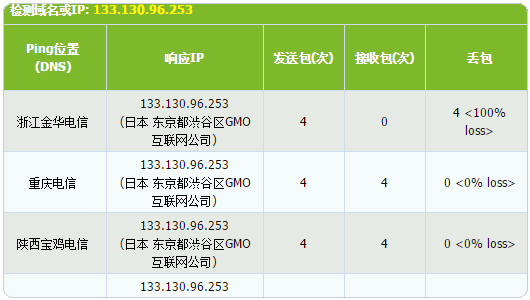 检测域名或IP: 133.130.96.253
Ping位置 响应IP 发送包(次) 接收包(次) 丢包
(DNS)
133.130.96.253
浙江金华电信 (日本 东京都渋谷区GMO 4 0 4 <100%
互联网公司) loss>
133.130.96.253
重庆电信 (日本 东京都渋谷区GMO 4 4 0 <0% loss>
互联网公司)
133.130.96.253
陕西宝鸡电信 (日本 东京都渋谷区GMO 4 4 0 <0% loss>
互联网公司)
133.130.96.253